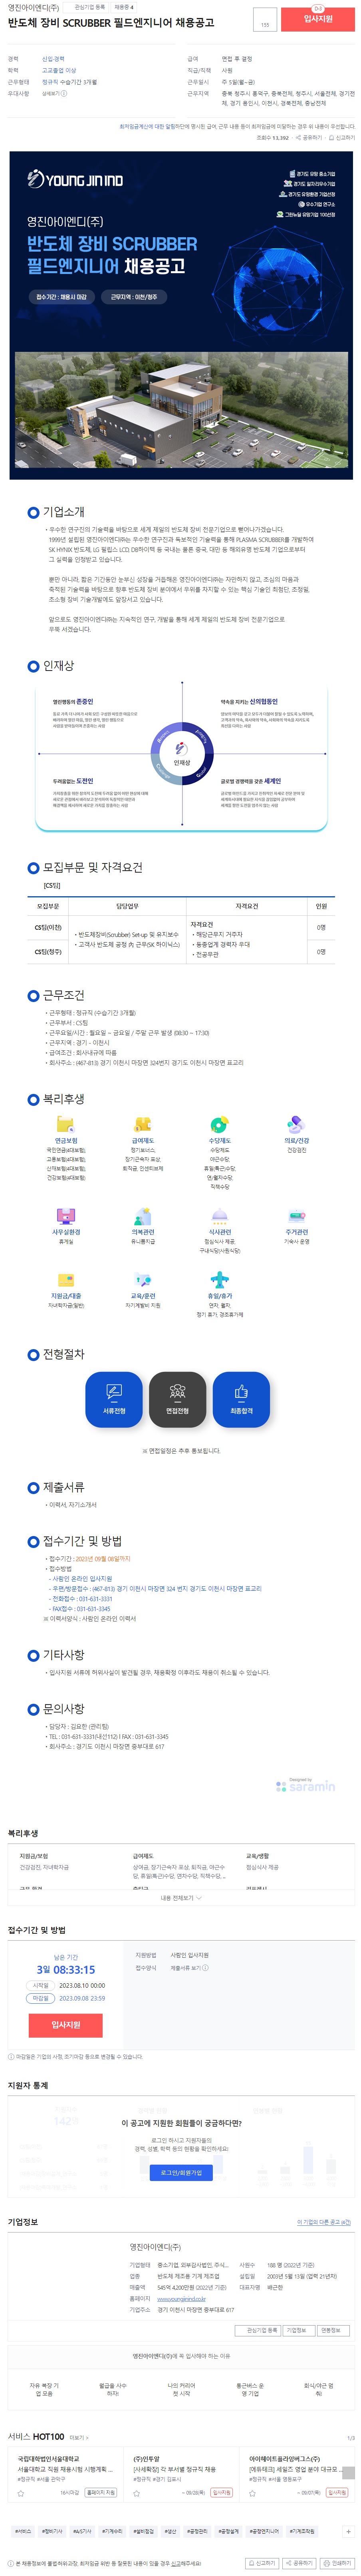 영진아이엔디(주) 관심기업 등록 채용중 4
반도체 장비 SCRUBBER 필드엔지니어 채용공고
155
D-3
입사지원
경력 신입·경력
학력 고교졸업 이상
근무형태 정규직 수습기간 3개월
우대사항 상세보기
급여 면접 후 결정
직급/직책 사원
근무일시 주 5일(월~금)
근무지역 충북 청주시 흥덕구, 충북전체, 청주시, 서울전체, 경기전체, 경기 용인시, 이천시, 경북전체, 충남전체
최저임금계산에 대한 알림 하단에 명시된 급여, 근무 내용 등이 최저임금에 미달하는 경우 위 내용이 우선합니다.
조회수 13,392 공유하기 신고하기
YOUNG JIN IND
경기도 유망 중소기업
경기도 일자리우수기업
경기도 유망환경 기업선정
우수기업 연구소
그린뉴딜 유망기업 100선정
영진아이엔디(주)
반도체 장비 SCRUBBER
필드엔지니어 채용공고
접수기간 : 채용시 마감
근무지역 : 이천/청주
기업소개
• 우수한 연구진의 기술력을 바탕으로 세계 제일의 반도체 장비 전문기업으로 뻗어나가겠습니다.
1999년 설립된 영진아이엔디㈜는 우수한 연구진과 독보적인 기술력을 통해 PLASMA SCRUBBER를 개발하여
SK HYNIX 반도체, LG 필립스 LCD, DB하이텍 등 국내는 물론 중국, 대만 등 해외유명 반도체 기업으로부터
그 실력을 인정받고 있습니다.
뿐만 아니라, 짧은 기간동안 눈부신 성장을 거듭해온 영진아이엔디㈜는 자만하지 않고, 초심의 마음과
축적된 기술력을 바탕으로 향후 반도체 장비 분야에서 우위를 차지할 수 있는 핵심 기술인 최첨단, 초정밀,
초소형 장비 기술개발에도 앞장서고 있습니다.
앞으로도 영진아이엔디㈜는 지속적인 연구, 개발을 통해 세계 제일의 반도체 장비 전문기업으로
우뚝 서겠습니다.
인재상
명런행동의 존중인
약속을 지키는 신의협동인
인재상
두려움없는 도전인
글로벌 경쟁력을 갖춘 세계인
모집부문 및 자격요건
[CS팀]
모집부문 담당업무 자격요건 인원
CS팀(이천)
CS팀(청주)
• 반도체장비(Scrubber) Set-up 및 유지보수
• 고객사 반도체 공정 內 근무(SK 하이닉스)
자격요건
• 해당근무지 거주자
• 동종업계 경력자 우대
• 전공무관
0명
0명
근무조건
• 근무형태 : 정규직 (수습기간 3개월)
• 근무부서 : CS팀
• 근무요일/시간 : 월요일 ~ 금요일 / 주말 근무 발생 (08:30 ~ 17:30)
• 근무지역 : 경기 - 이천시
• 급여조건 : 회사내규에 따름
• 회사주소 : (467-813) 경기 이천시 마장면 324번지 경기도 이천시 마장면 표교리
복리후생
연금보험
국민연금(4대보험),
고용보험(4대보험),
산재보험(4대보험),
건강보험(4대보험)
급여제도
정기보너스,
장기근속자 포상,
퇴직금, 인센티브제
수당제도
수당제도
야근수당,
휴일(특근)수당,
연/월차수당,
직책수당
의료/건강
건강검진
사무실환경
휴게실
의복관련
유니폼지급
식사관련
점심식사 제공,
구내식당(사원식당)
주거관련
기숙사 운영
지원금/대출
자녀학자금(일반)
교육/훈련
자기계발비 지원
휴일/휴가
연차, 월차,
정기 휴가, 경조휴가제
전형절차
서류전형
면접전형
최종합격
※ 면접일정은 추후 통보됩니다.
제출서류
• 이력서, 자기소개서
접수기간 및 방법
• 접수기간 : 2023년 09월 08일까지
• 접수방법
- 사람인 온라인 입사지원
- 우편/방문접수 : (467-813) 경기 이천시 마장면 324 번지 경기도 이천시 마장면 표교리
- 전화접수 : 031-631-3331
- FAX접수 : 031-631-3345
※ 이력서양식 : 사람인 온라인 이력서
기타사항
• 입사지원 서류에 허위사실이 발견될 경우, 채용확정 이후라도 채용이 취소될 수 있습니다.
문의사항
• 담당자 : 김요한 (관리팀)
• TEL : 031-631-3331(내선112) I FAX : 031-631-3345
• 회사주소 : 경기도 이천시 마장면 중부대로 617
Designed by
saramin
복리후생
지원금/보험
건강검진, 자녀학자금
급여제도
상여금, 장기근속자 포상, 퇴직금, 야근수당, 휴일(특근)수당, 연차수당, 직책수당, ...
교육/생활
점심식사 제공
내용 전체보기
접수기간 및 방법
남은 기간
3일 08:33:15
시작일 2023.08.10 00:00
마감일 2023.09.08 23:59
입사지원
지원방법 사람인 입사지원
접수양식 제출서류 보기
마감일은 기업의 사정, 조기마감 등으로 변경될 수 있습니다.
지원자 통계
142명
이 공고에 지원한 회원들이 궁금하다면?
로그인 하시고 지원자들의
경력, 성별, 학력 등의 현황을 확인하세요!
로그인/회원가입
기업정보
이 기업의 다른 공고 (4건)
영진아이엔디(주)
기업형태 중소기업, 외부감사법인, 주식...
사원수 188 명 (2022년 기준)
업종 반도체 제조용 기계 제조업
설립일 2003년 5월 13일 (업력 21년차)
매출액 545억 4,200만원 (2022년 기준)
대표자명 배근한
홈페이지 www.youngjinind.co.kr
기업주소 경기 이천시 마장면 중부대로 617
관심기업 등록 기업정보 연봉정보
영진아이엔디(주)에 꼭 입사해야 하는 이유
자유 복장 기업 모음
월급을 사수하자!
나의 커리어 첫 시작
통근버스 운영 기업
서비스 HOT100 더보기 >
1/3
국립대학법인서울대학교
서울대학교 직원 채용시험 시행계획 ...
#정규직 #서울 관악구
16시마감 홈페이지 지원
(주)인투말
[사세확장] 각 부서별 정규직 채용
#정규직 #경기 김포시
입사지원
아이헤이트플라잉버그스(주)
[에듀테크] 세일즈 영업 분야 대규모 ...
#정규직 #서울 영등포구
입사지원
#서비스 #장비기사 #AS기사 #기계수리 #설비점검 #생산 #공정관리 #공정설계 #공정엔지니어 #기계조작원
본 채용정보에 불법허위과장, 최저임금 위반 등 잘못된 내용이 있을 경우 신고해주세요!
신고하기 공유하기 인쇄하기